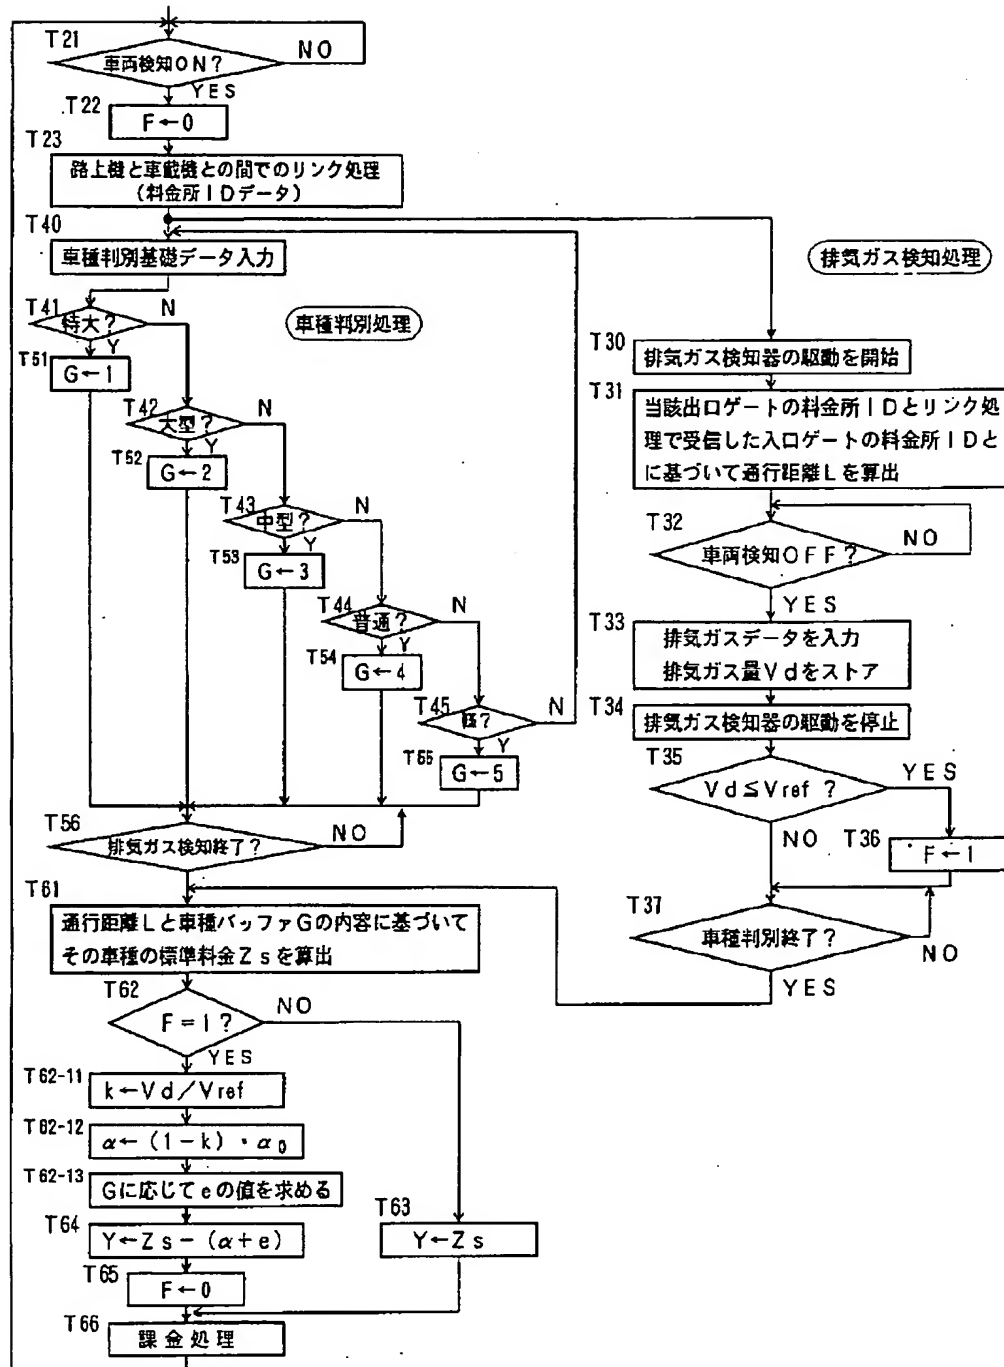 T21
車両検知ON?
NO
YES
T22
F←0
T23
路上機と車載機との間でのリンク処理
(料金所IDデータ)
T40
車種判別基礎データ入力
車種判別処理
T41
特大?
N
Y
T51
G←1
T42
大型?
N
Y
T52
G←2
T43
中型?
N
Y
T53
G←3
T44
普通?
N
Y
T54
G←4
T45
軽?
N
Y
T55
G←5
T56
排気ガス検知終了?
NO
排気ガス検知処理
T30
排気ガス検知器の駆動を開始
T31
当該出口ゲートの料金所IDとリンク処
理で受信した入口ゲートの料金所IDと
に基づいて通行距離Lを算出
T32
車両検知OFF?
NO
YES
T33
排気ガスデータを入力
排気ガス量Vdをストア
T34
排気ガス検知器の駆動を停止
T35
Vd≦Vref?
YES
NO
T36
F←1
T37
車種判別終了?
NO
YES
T61
通行距離Lと車種バッファGの内容に基づいて
その車種の標準料金Zsを算出
T62
F=1?
NO
YES
T62-11
k←Vd/Vref
T62-12
α←(1-k)・α0
T62-13
Gに応じてeの値を求める
T64
Y←Zs-(α+e)
T63
Y←Zs
T65
F←0
T66
課金処理